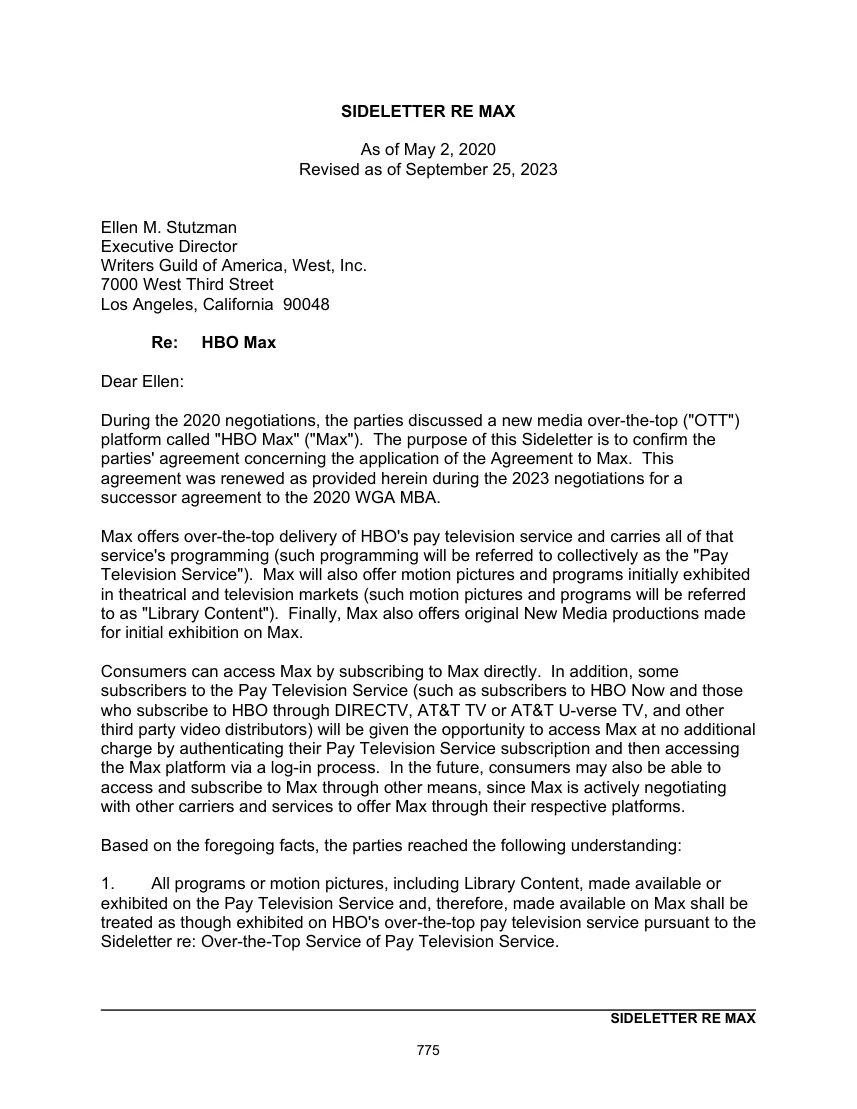 SIDELETTER RE MAX
As of May 2, 2020
Revised as of September 25, 2023
Ellen M. Stutzman
Executive Director
Writers Guild of America, West, Inc.
7000 West Third Street
Los Angeles, California  90048
Re: HBO Max
Dear Ellen:
During the 2020 negotiations, the parties discussed a new media over-the-top ("OTT")
platform called "HBO Max" ("Max").  The purpose of this Sideletter is to confirm the
parties' agreement concerning the application of the Agreement to Max.  This
agreement was renewed as provided herein during the 2023 negotiations for a
successor agreement to the 2020 WGA MBA.
Max offers over-the-top delivery of HBO's pay television service and carries all of that
service's programming (such programming will be referred to collectively as the "Pay
Television Service").  Max will also offer motion pictures and programs initially exhibited
in theatrical and television markets (such motion pictures and programs will be referred
to as "Library Content").  Finally, Max also offers original New Media productions made
for initial exhibition on Max.
Consumers can access Max by subscribing to Max directly.  In addition, some
subscribers to the Pay Television Service (such as subscribers to HBO Now and those
who subscribe to HBO through DIRECTV, AT&T TV or AT&T U-verse TV, and other
third party video distributors) will be given the opportunity to access Max at no additional
charge by authenticating their Pay Television Service subscription and then accessing
the Max platform via a log-in process.  In the future, consumers may also be able to
access and subscribe to Max through other means, since Max is actively negotiating
with other carriers and services to offer Max through their respective platforms.
Based on the foregoing facts, the parties reached the following understanding:
1. All programs or motion pictures, including Library Content, made available or
exhibited on the Pay Television Service and, therefore, made available on Max shall be
treated as though exhibited on HBO's over-the-top pay television service pursuant to the
Sideletter re: Over-the-Top Service of Pay Television Service.
SIDELETTER RE MAX
775